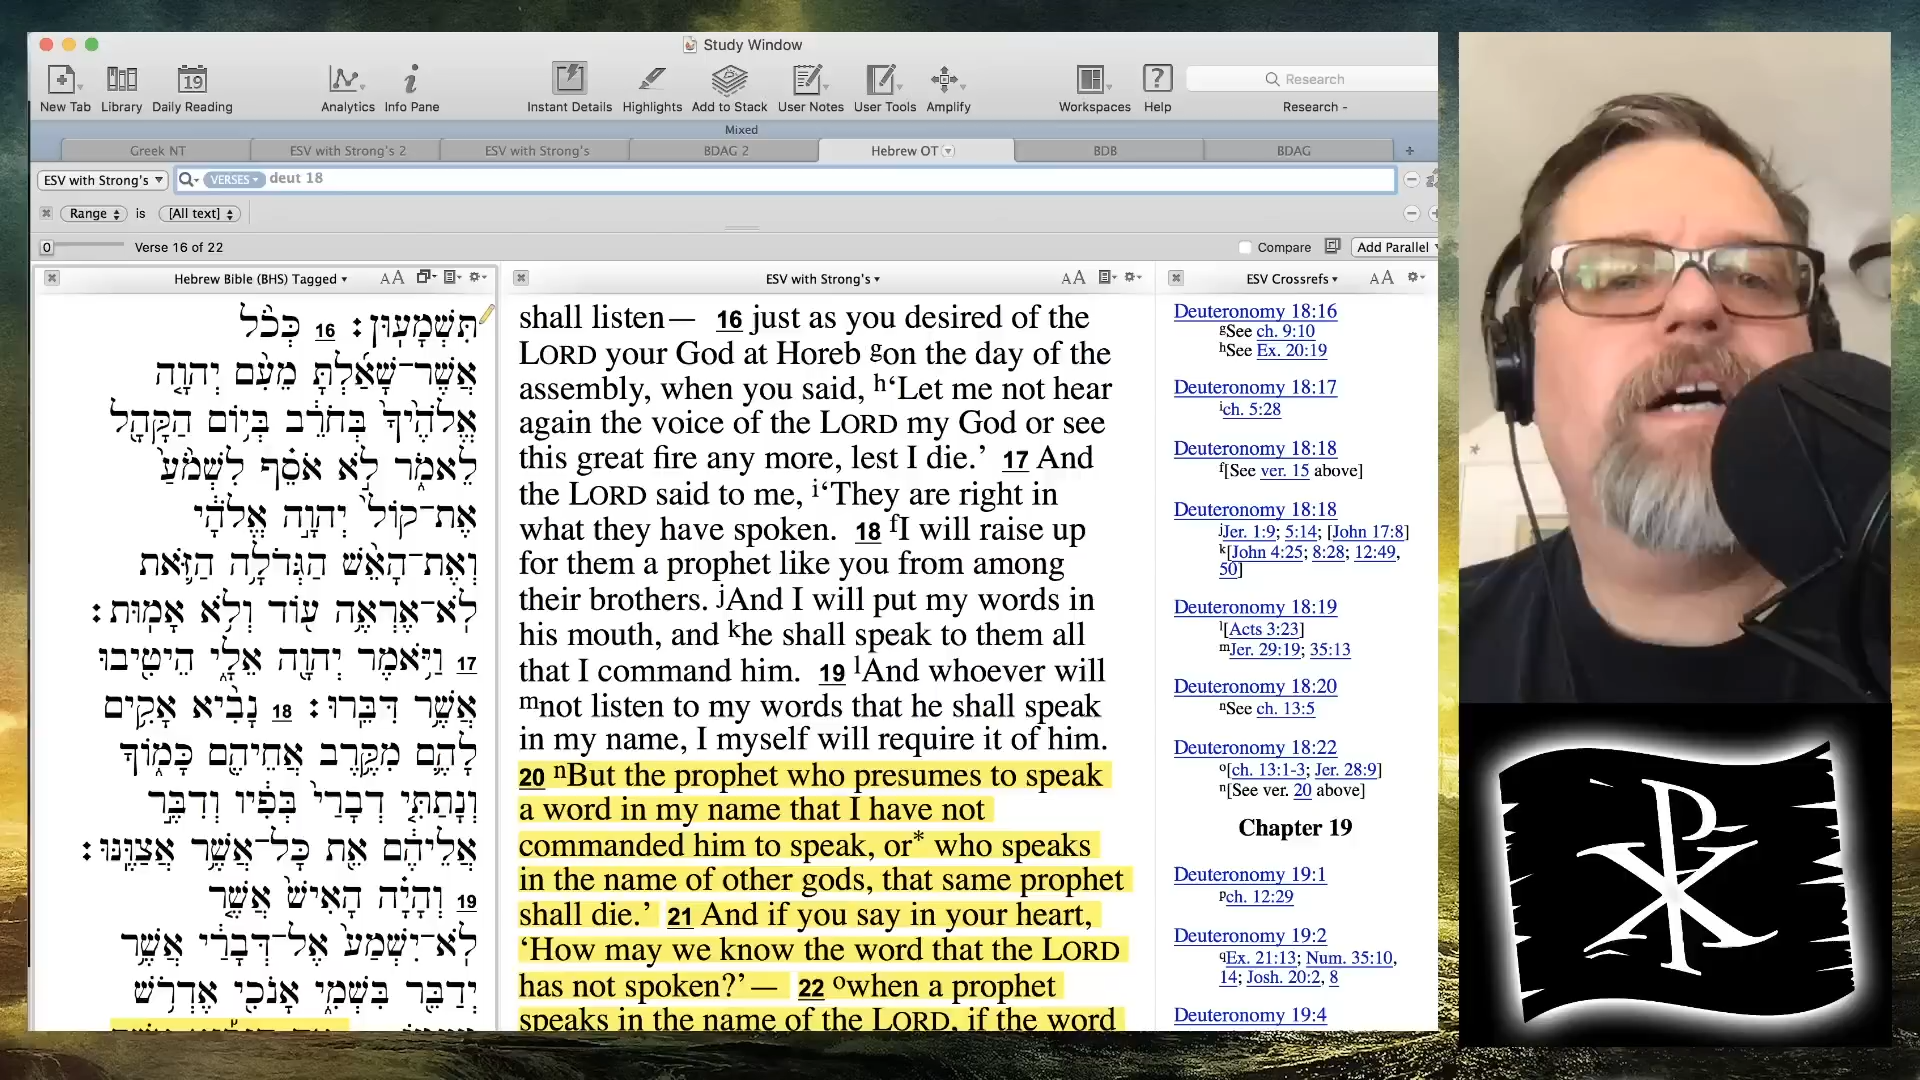 Study Window
New Tab
Library
19
Daily Reading
Analytics
Info Pane
Instant Details
Highlights
Add to Stack
User Notes
User Tools
Amplify
Workspaces
Help
Research
Research
Mixed
Greek NT
ESV with Strong's 2
ESV with Strong's
BDAG 2
Hebrew OT
BDB
BDAG
ESV with Strong's
VERSES deut 18
Range is [All text]
0 Verse 16 of 22
Compare
Add Parallel
Hebrew Bible (BHS) Tagged
תִּשְׁמָעֽוּן׃ 16 כְּכֹ֨ל
אֲשֶׁר־שָׁאַ֜לְתָּ מֵעִ֨ם יְהוָ֤ה
אֱלֹהֶ֙יךָ֙ בְּחֹרֵ֔ב בְּי֥וֹם הַקָּהָ֖ל
לֵאמֹ֑ר לֹ֣א אֹסֵ֗ף לִשְׁמֹ֙עַ֙
אֶת־קוֹל֙ יְהוָ֣ה אֱלֹהָ֔י
וְאֶת־הָאֵ֨שׁ הַגְּדֹלָ֥ה הַזֹּ֛את
לֹֽא־אֶרְאֶ֥ה ע֖וֹד וְלֹ֥א אָמֽוּת׃
17 וַיֹּ֥אמֶר יְהוָ֖ה אֵלָ֑י הֵיטִ֖יבוּ
אֲשֶׁ֥ר דִּבֵּֽרוּ׃ 18 נָבִ֨יא אָקִ֥ים
לָהֶ֛ם מִקֶּ֥רֶב אֲחֵיהֶ֖ם כָּמ֑וֹךָ
וְנָתַתִּ֤י דְבָרַי֙ בְּפִ֔יו וְדִבֶּ֣ר
אֲלֵיהֶ֔ם אֵ֖ת כָּל־אֲשֶׁ֥ר אֲצַוֶּֽנּוּ׃
19 וְהָיָ֗ה הָאִישׁ֙ אֲשֶׁ֤ר
לֹֽא־יִשְׁמַע֙ אֶל־דְּבָרַ֔י אֲשֶׁ֥ר
יְדַבֵּ֖ר בִּשְׁמִ֑י אָנֹכִ֖י אֶדְרֹ֥שׁ
ESV with Strong's
shall listen— 16 just as you desired of the
LORD your God at Horeb gon the day of the
assembly, when you said, h‘Let me not hear
again the voice of the LORD my God or see
this great fire any more, lest I die.’ 17 And
the LORD said to me, i‘They are right in
what they have spoken. 18 fI will raise up
for them a prophet like you from among
their brothers. jAnd I will put my words in
his mouth, and khe shall speak to them all
that I command him. 19 lAnd whoever will
mnot listen to my words that he shall speak
in my name, I myself will require it of him.
20 nBut the prophet who presumes to speak
a word in my name that I have not
commanded him to speak, or* who speaks
in the name of other gods, that same prophet
shall die.’ 21 And if you say in your heart,
‘How may we know the word that the LORD
has not spoken?’— 22 owhen a prophet
speaks in the name of the LORD, if the word
ESV Crossrefs
Deuteronomy 18:16
gSee ch. 9:10
hSee Ex. 20:19
Deuteronomy 18:17
ich. 5:28
Deuteronomy 18:18
f[See ver. 15 above]
Deuteronomy 18:18
jJer. 1:9; 5:14; [John 17:8]
k[John 4:25; 8:28; 12:49,
50]
Deuteronomy 18:19
l[Acts 3:23]
mJer. 29:19; 35:13
Deuteronomy 18:20
nSee ch. 13:5
Deuteronomy 18:22
o[ch. 13:1-3; Jer. 28:9]
n[See ver. 20 above]
Chapter 19
Deuteronomy 19:1
pch. 12:29
Deuteronomy 19:2
qEx. 21:13; Num. 35:10,
14; Josh. 20:2, 8
Deuteronomy 19:4